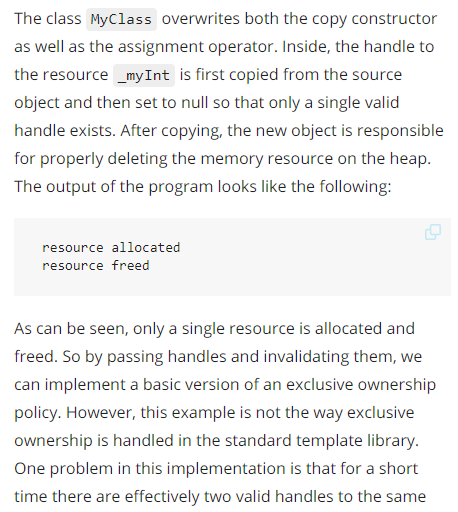 The class MyClass overwrites both the copy constructor
as well as the assignment operator. Inside, the handle to
the resource _myInt is first copied from the source
object and then set to null so that only a single valid
handle exists. After copying, the new object is responsible
for properly deleting the memory resource on the heap.
The output of the program looks like the following:
resource allocated
resource freed
As can be seen, only a single resource is allocated and
freed. So by passing handles and invalidating them, we
can implement a basic version of an exclusive ownership
policy. However, this example is not the way exclusive
ownership is handled in the standard template library.
One problem in this implementation is that for a short
time there are effectively two valid handles to the same